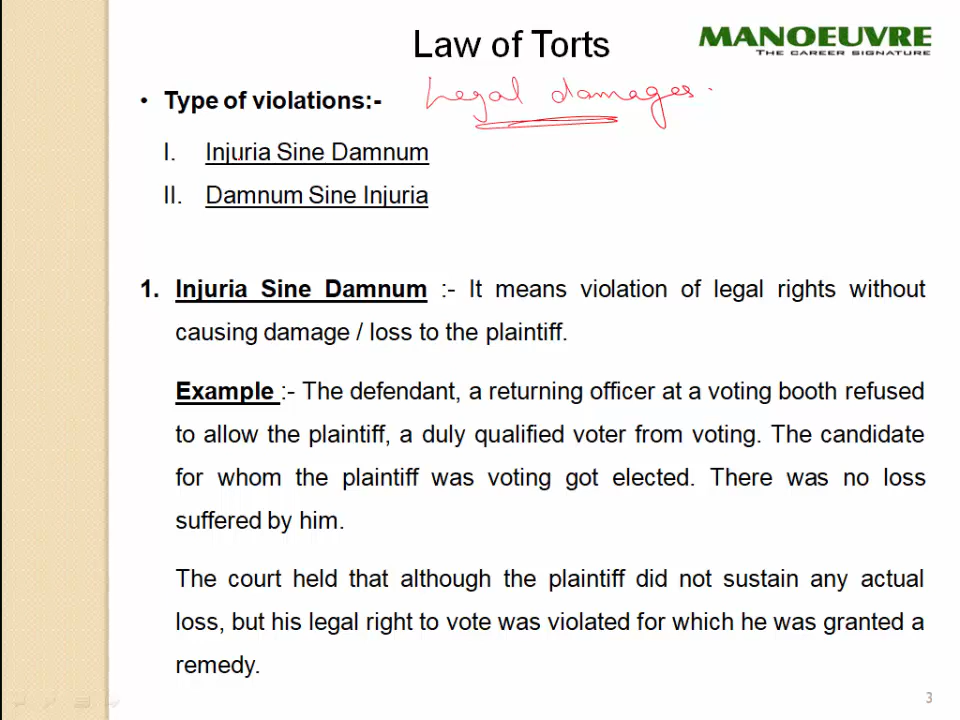 Law of Torts
MANOEUVRE
THE CAREER SIGNATURE
• Type of violations:-
Legal damages.
I. Injuria Sine Damnum
II. Damnum Sine Injuria
1. Injuria Sine Damnum :- It means violation of legal rights without
causing damage / loss to the plaintiff.
Example :- The defendant, a returning officer at a voting booth refused
to allow the plaintiff, a duly qualified voter from voting. The candidate
for whom the plaintiff was voting got elected. There was no loss
suffered by him.
The court held that although the plaintiff did not sustain any actual
loss, but his legal right to vote was violated for which he was granted a
remedy.
3